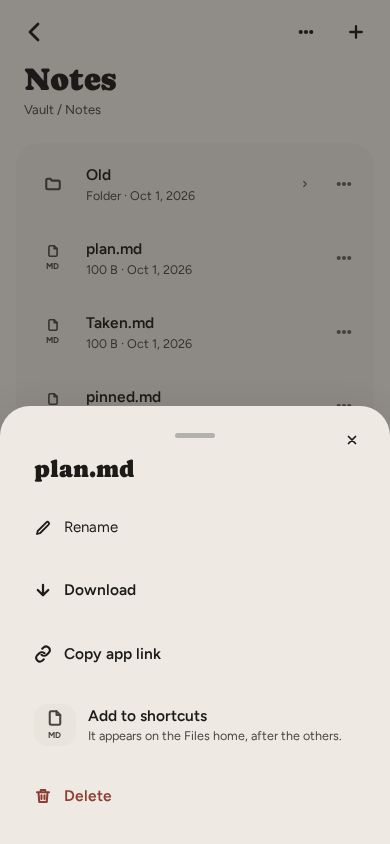 Notes
Vault / Notes
Old
Folder · Oct 1, 2026
MD
plan.md
100 B · Oct 1, 2026
MD
Taken.md
100 B · Oct 1, 2026
pinned.md
plan.md
Rename
Download
Copy app link
MD
Add to shortcuts
It appears on the Files home, after the others.
Delete